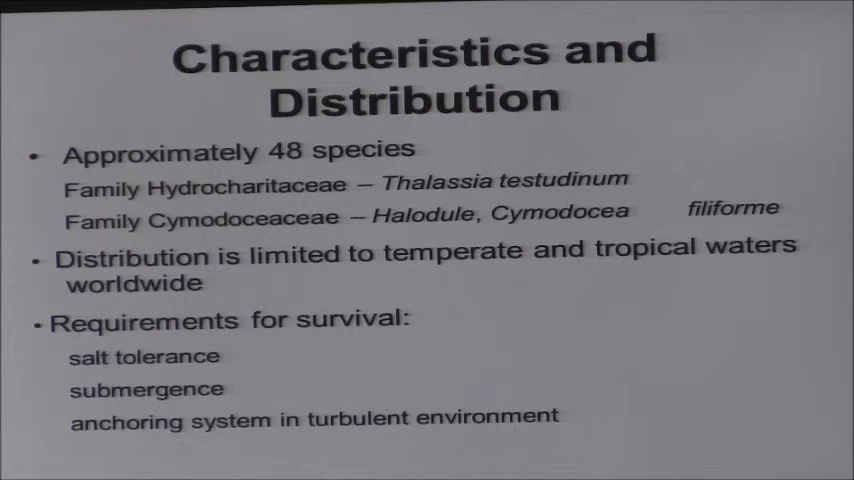 Characteristics and
Distribution
• Approximately 48 species
Family Hydrocharitaceae – Thalassia testudinum
Family Cymodoceaceae – Halodule, Cymodocea filiforme
• Distribution is limited to temperate and tropical waters
worldwide
• Requirements for survival:
salt tolerance
submergence
anchoring system in turbulent environment